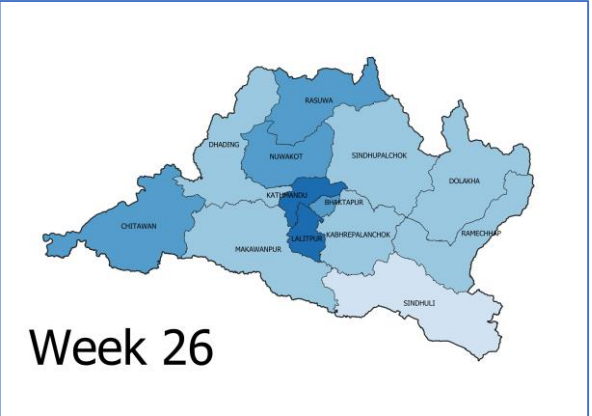 RASUWA
DHADING
NUWAKOT
SINDHUPALCHOK
DOLAKHA
KATHMANDU
BHAKTAPUR
CHITAWAN
LALITPUR
KABHREPALANCHOK
RAMECHHAP
MAKAWANPUR
SINDHULI
Week 26